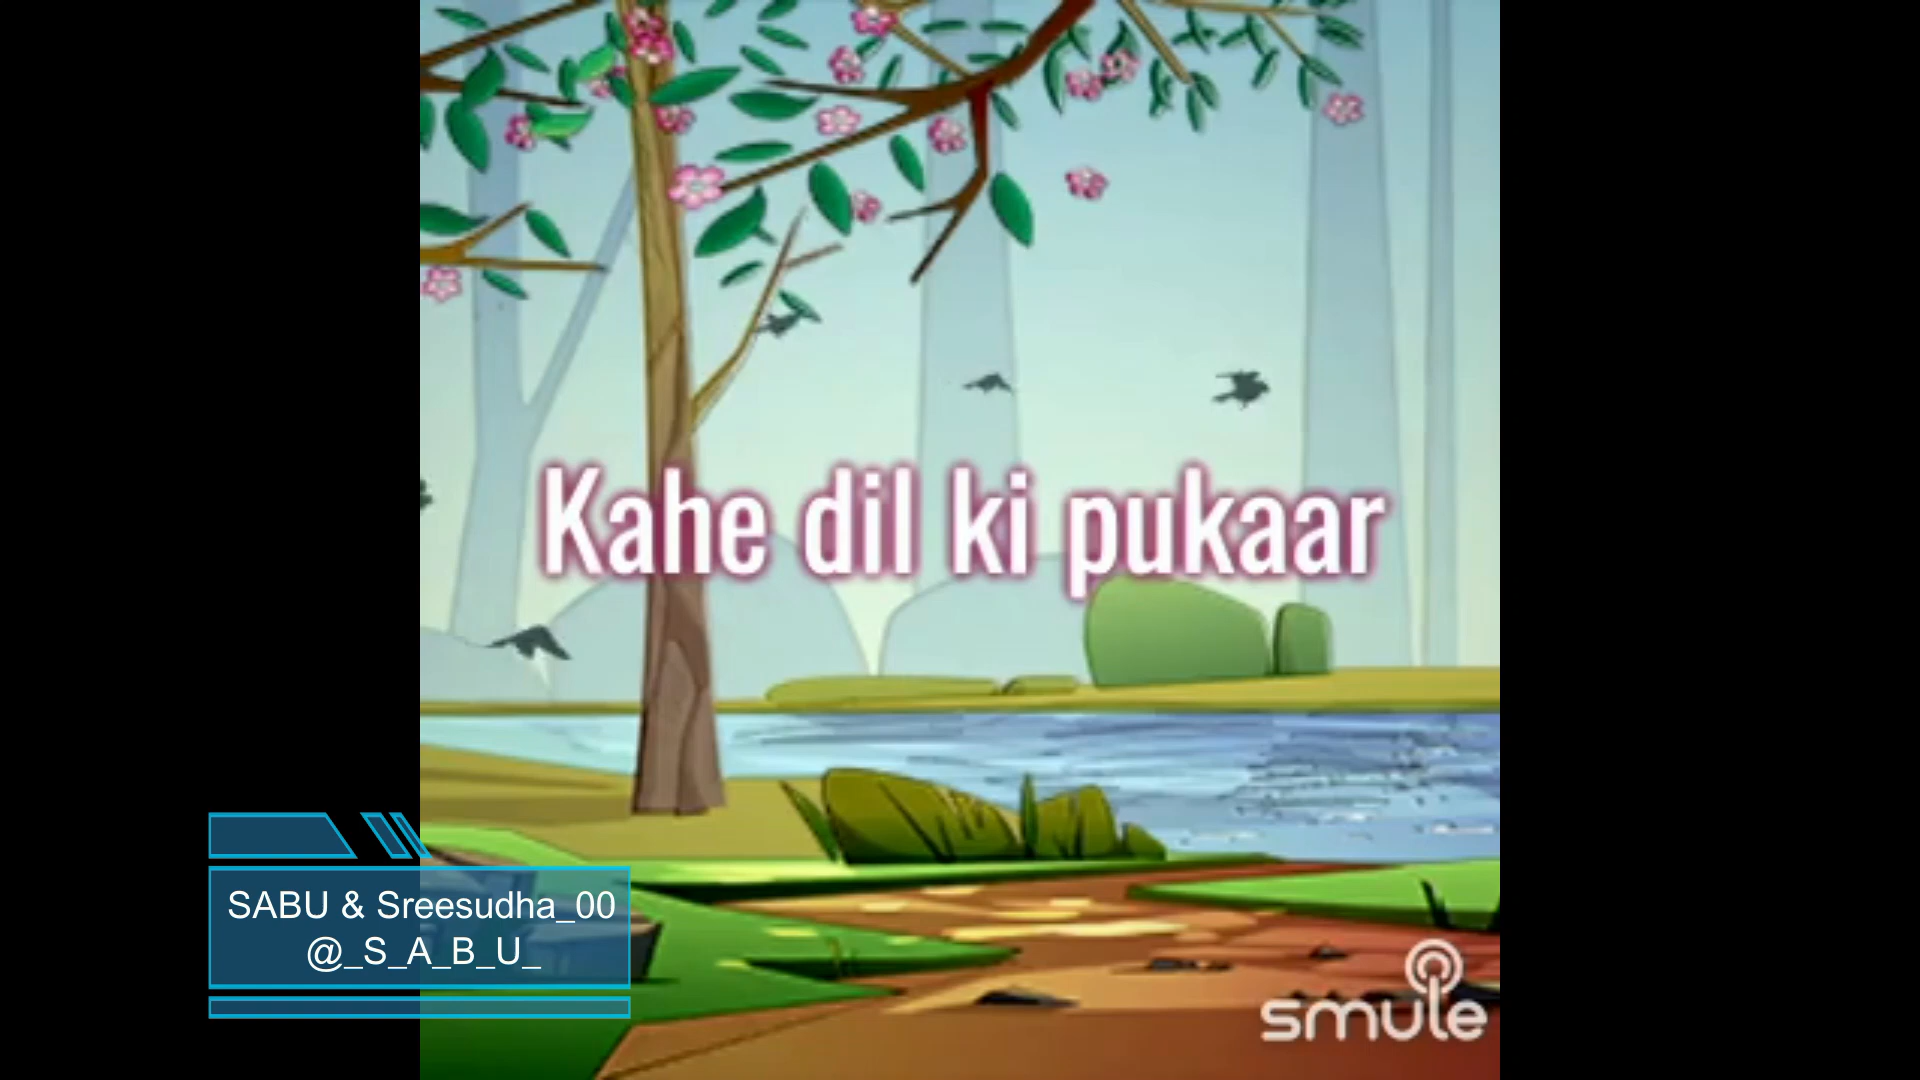 Kahe dil ki pukaar
SABU & Sreesudha_00
@_S_A_B_U_
smule